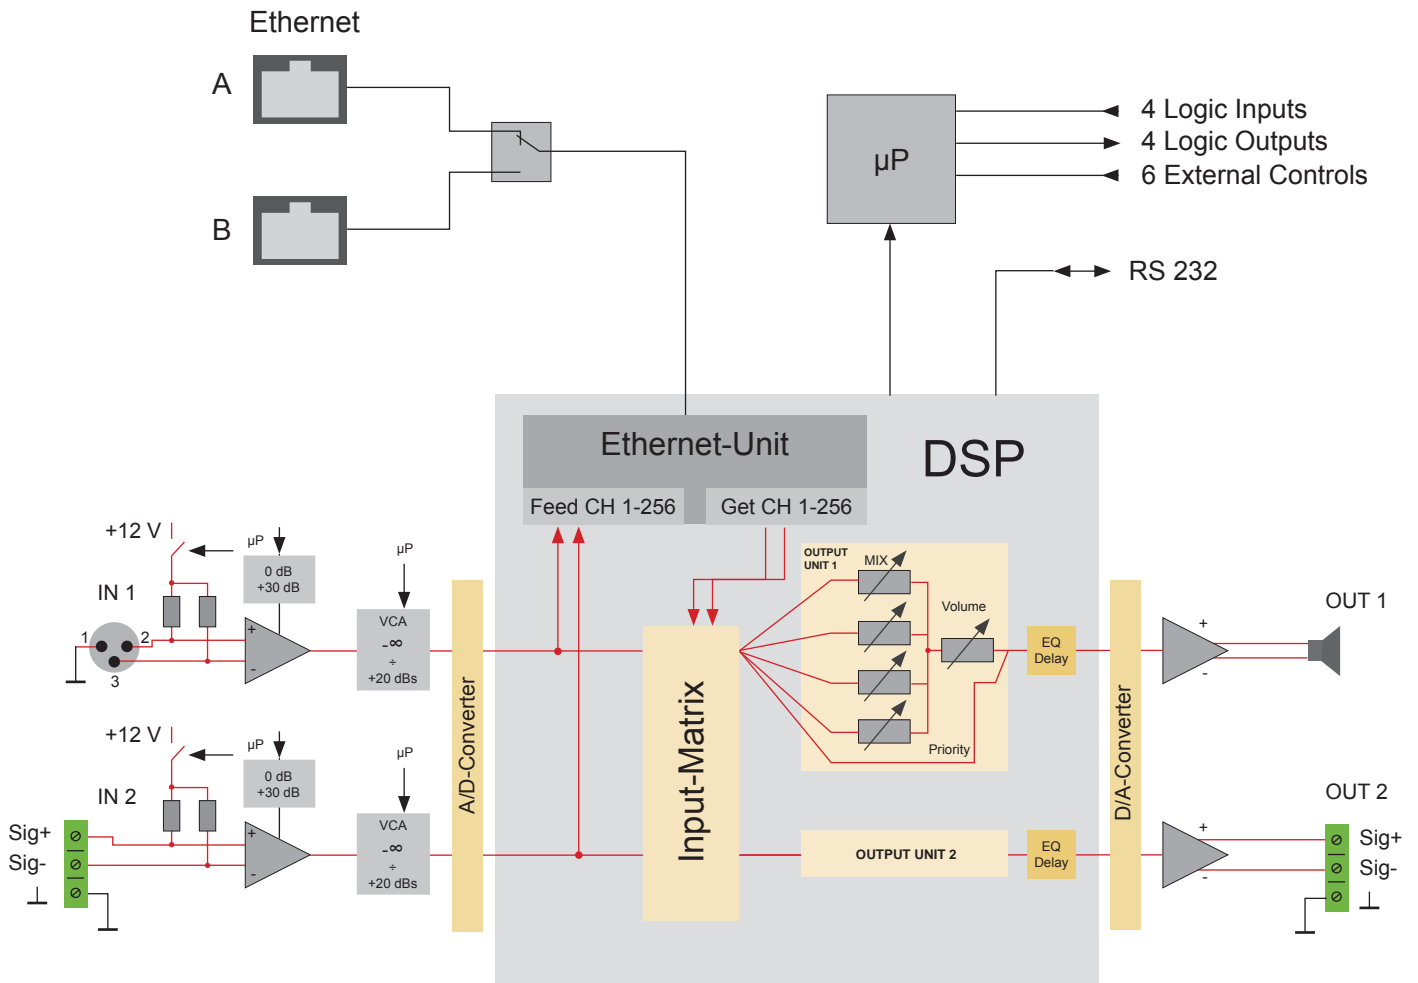 Ethernet
A
B
µP
4 Logic Inputs
4 Logic Outputs
6 External Controls
RS 232
DSP
Ethernet-Unit
Feed CH 1-256
Get CH 1-256
+12 V
µP
0 dB
+30 dB
IN 1
1
2
3
+
-
µP
VCA
-∞
÷
+20 dBs
A/D-Converter
Input-Matrix
OUTPUT
UNIT 1
MIX
Volume
Priority
EQ
Delay
D/A-Converter
+
-
OUT 1
+12 V
µP
0 dB
+30 dB
IN 2
Sig+
Sig-
+
-
µP
VCA
-∞
÷
+20 dBs
OUTPUT UNIT 2
EQ
Delay
+
-
OUT 2
Sig+
Sig-